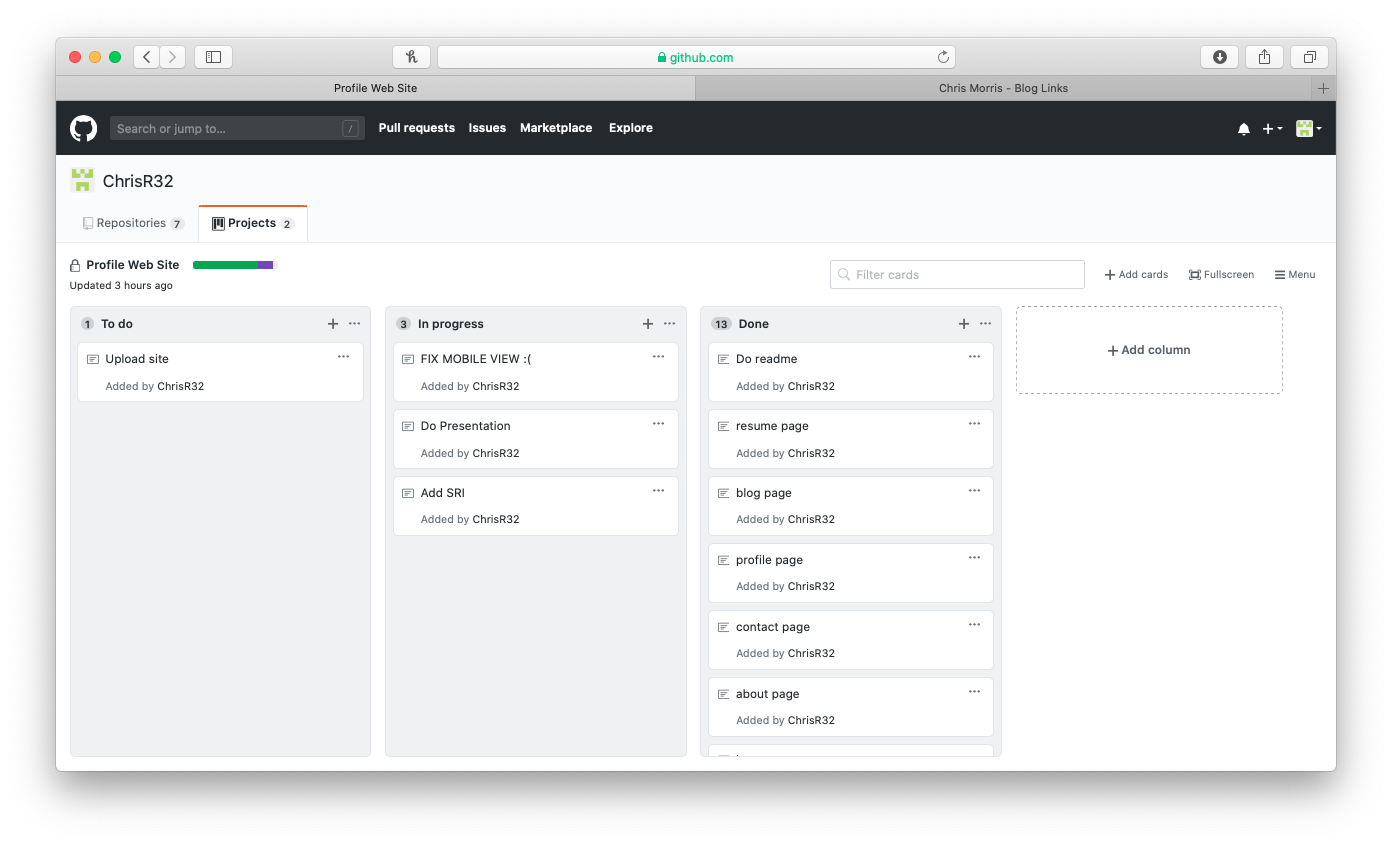 github.com
Profile Web Site
Chris Morris - Blog Links
Search or jump to...
/
Pull requests
Issues
Marketplace
Explore
ChrisR32
Repositories 7
Projects 2
Profile Web Site
Updated 3 hours ago
Filter cards
Add cards
Fullscreen
Menu
1 To do
Upload site
Added by ChrisR32
3 In progress
FIX MOBILE VIEW :(
Added by ChrisR32
Do Presentation
Added by ChrisR32
Add SRI
Added by ChrisR32
13 Done
Do readme
Added by ChrisR32
resume page
Added by ChrisR32
blog page
Added by ChrisR32
profile page
Added by ChrisR32
contact page
Added by ChrisR32
about page
Added by ChrisR32
Add column